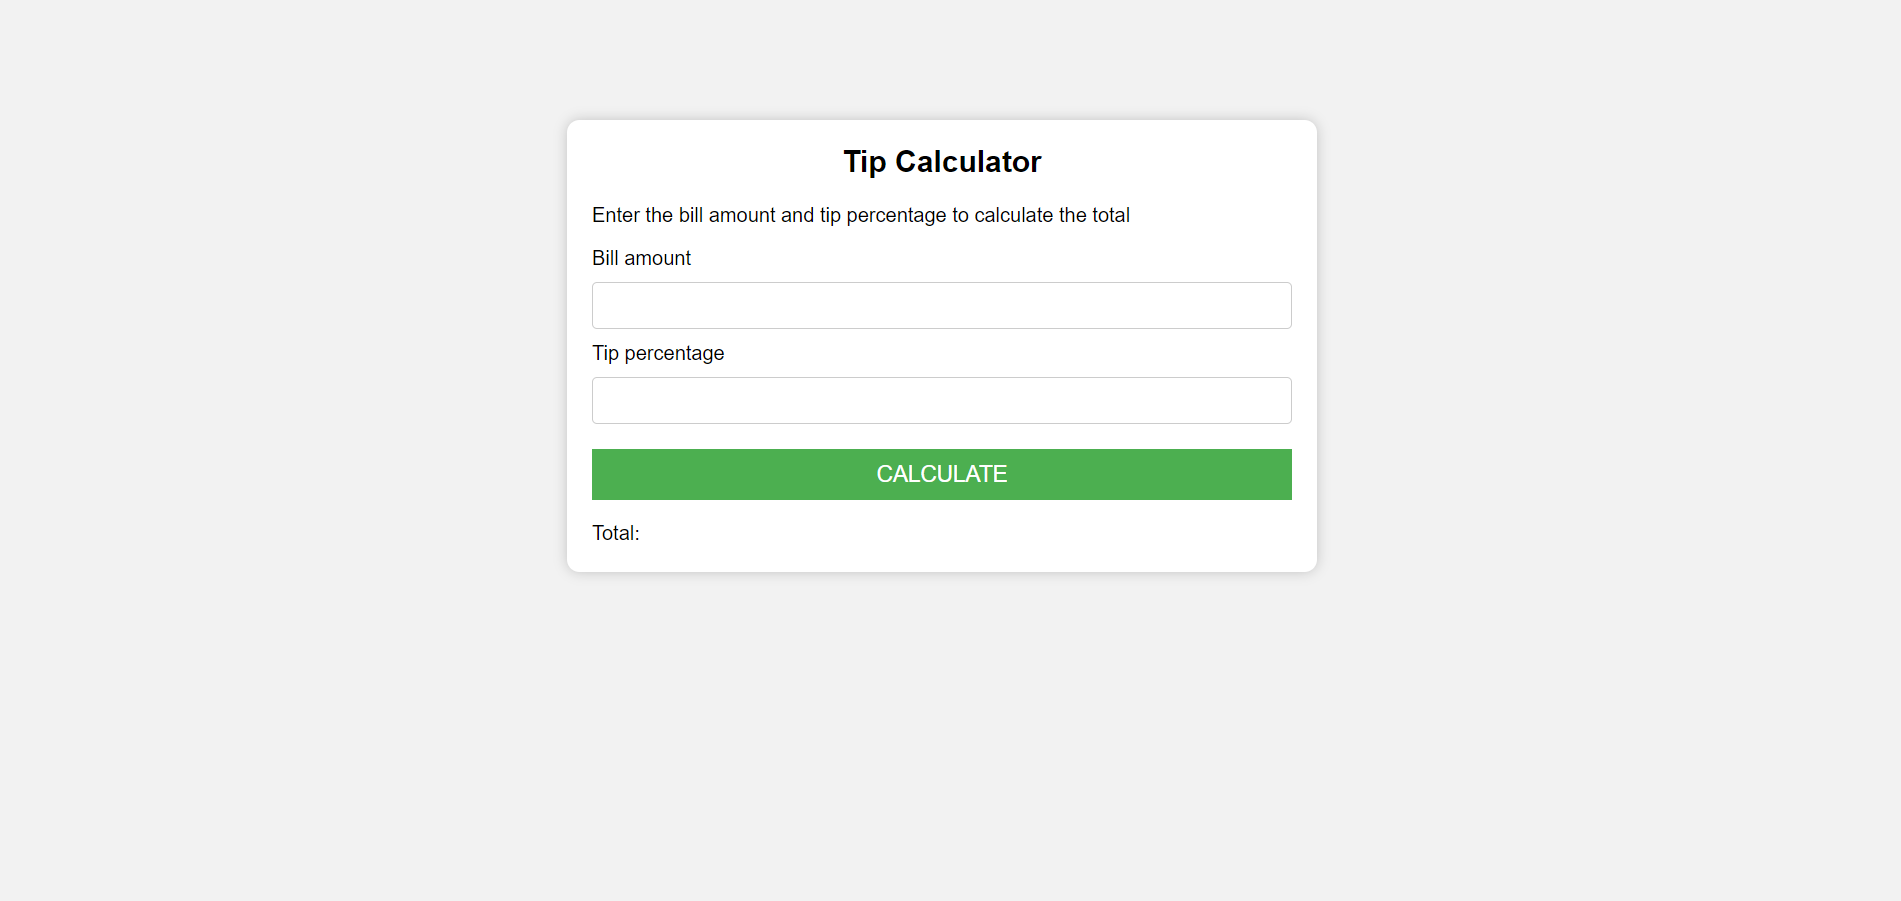 Tip Calculator
Enter the bill amount and tip percentage to calculate the total
Bill amount
Tip percentage
CALCULATE
Total: